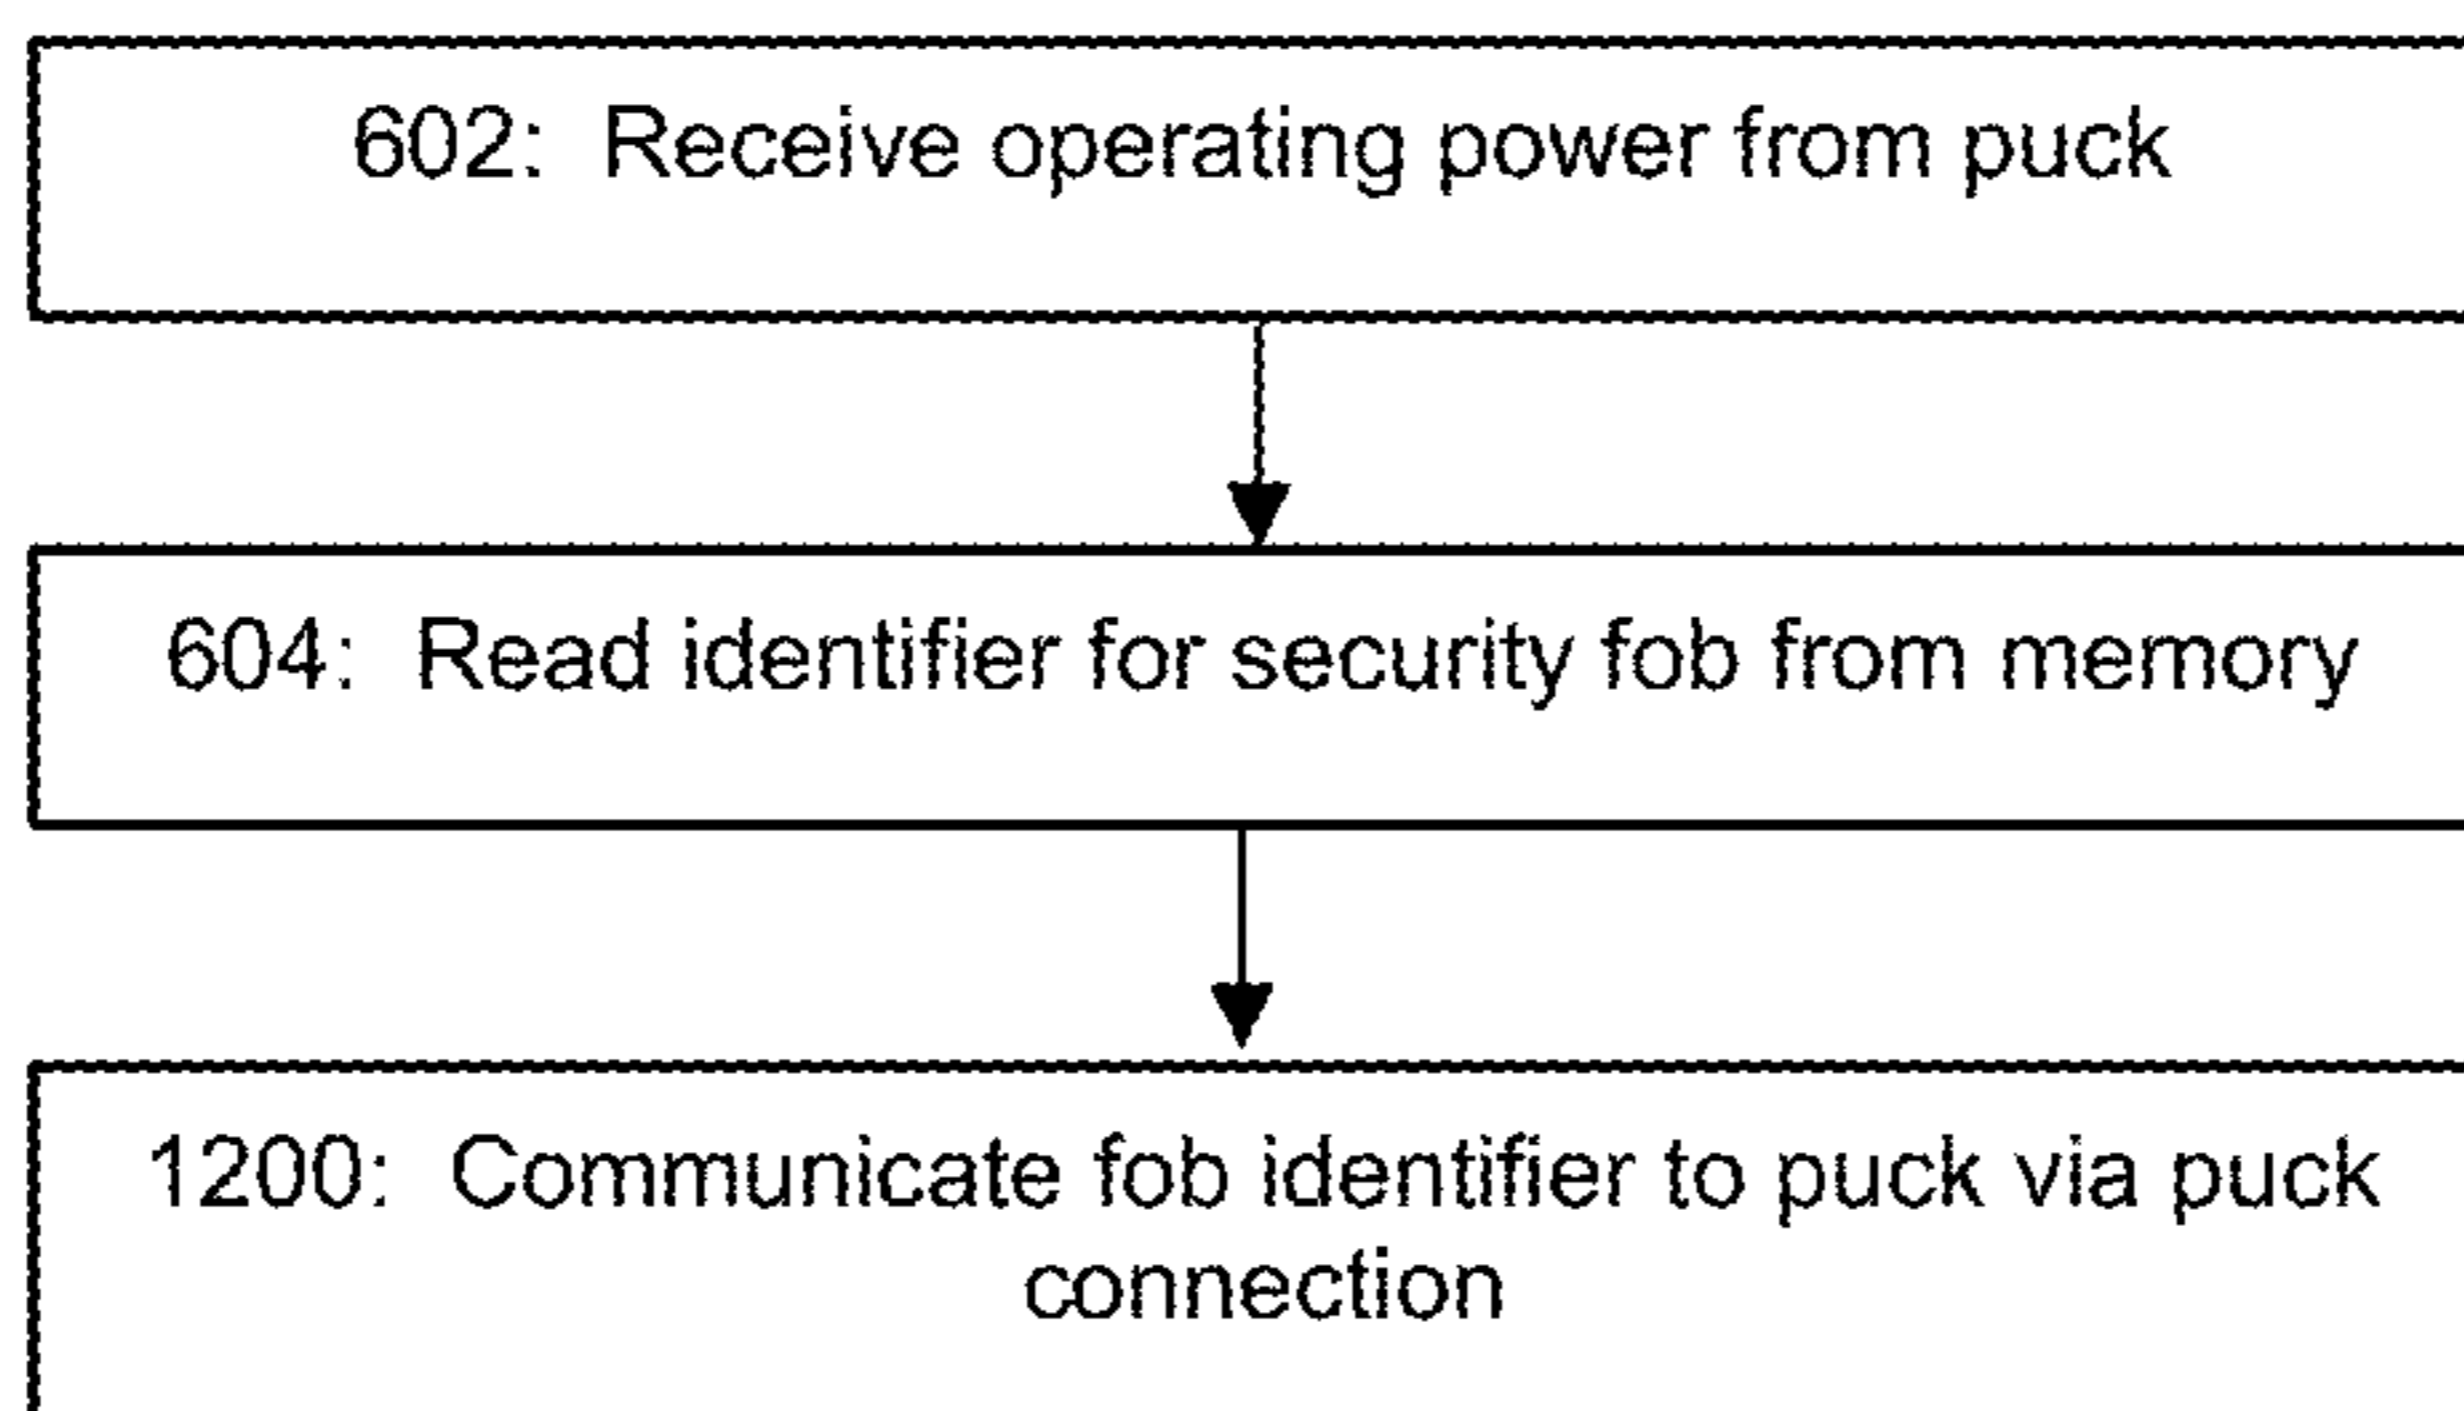 602: Receive operating power from puck
604: Read identifier for security fob from memory
1200: Communicate fob identifier to puck via puck
connection